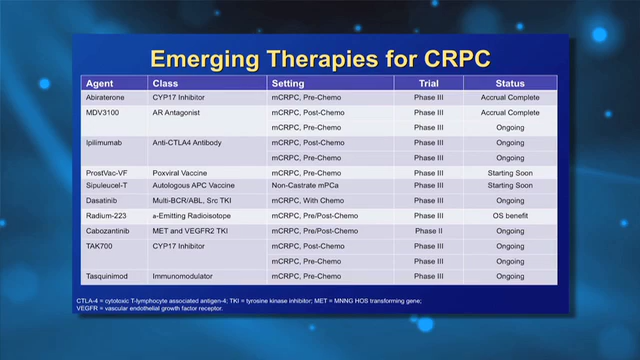 Emerging Therapies for CRPC
Agent Class Setting Trial Status
Abiraterone CYP17 Inhibitor mCRPC, Pre-Chemo Phase III Accrual Complete
MDV3100 AR Antagonist mCRPC, Post-Chemo Phase III Accrual Complete
mCRPC, Pre-Chemo Phase III Ongoing
Ipilimumab Anti-CTLA4 Antibody mCRPC, Post-Chemo Phase III Ongoing
mCRPC, Pre-Chemo Phase III Ongoing
ProstVac-VF Poxviral Vaccine mCRPC, Pre-Chemo Phase III Starting Soon
Sipuleucel-T Autologous APC Vaccine Non-Castrate mPCa Phase III Starting Soon
Dasatinib Multi-BCR/ABL, Src TKI mCRPC, With Chemo Phase III Ongoing
Radium-223 a-Emitting Radioisotope mCRPC, Pre/Post-Chemo Phase III OS benefit
Cabozantinib MET and VEGFR2 TKI mCRPC, Pre/Post-Chemo Phase II Ongoing
TAK700 CYP17 Inhibitor mCRPC, Post-Chemo Phase III Ongoing
mCRPC, Pre-Chemo Phase III Ongoing
Tasquinimod Immunomodulator mCRPC, Pre-Chemo Phase III Ongoing
CTLA-4 = cytotoxic T-lymphocyte associated antigen-4; TKI = tyrosine kinase inhibitor; MET = MNNG HOS transforming gene;
VEGFR = vascular endothelial growth factor receptor.